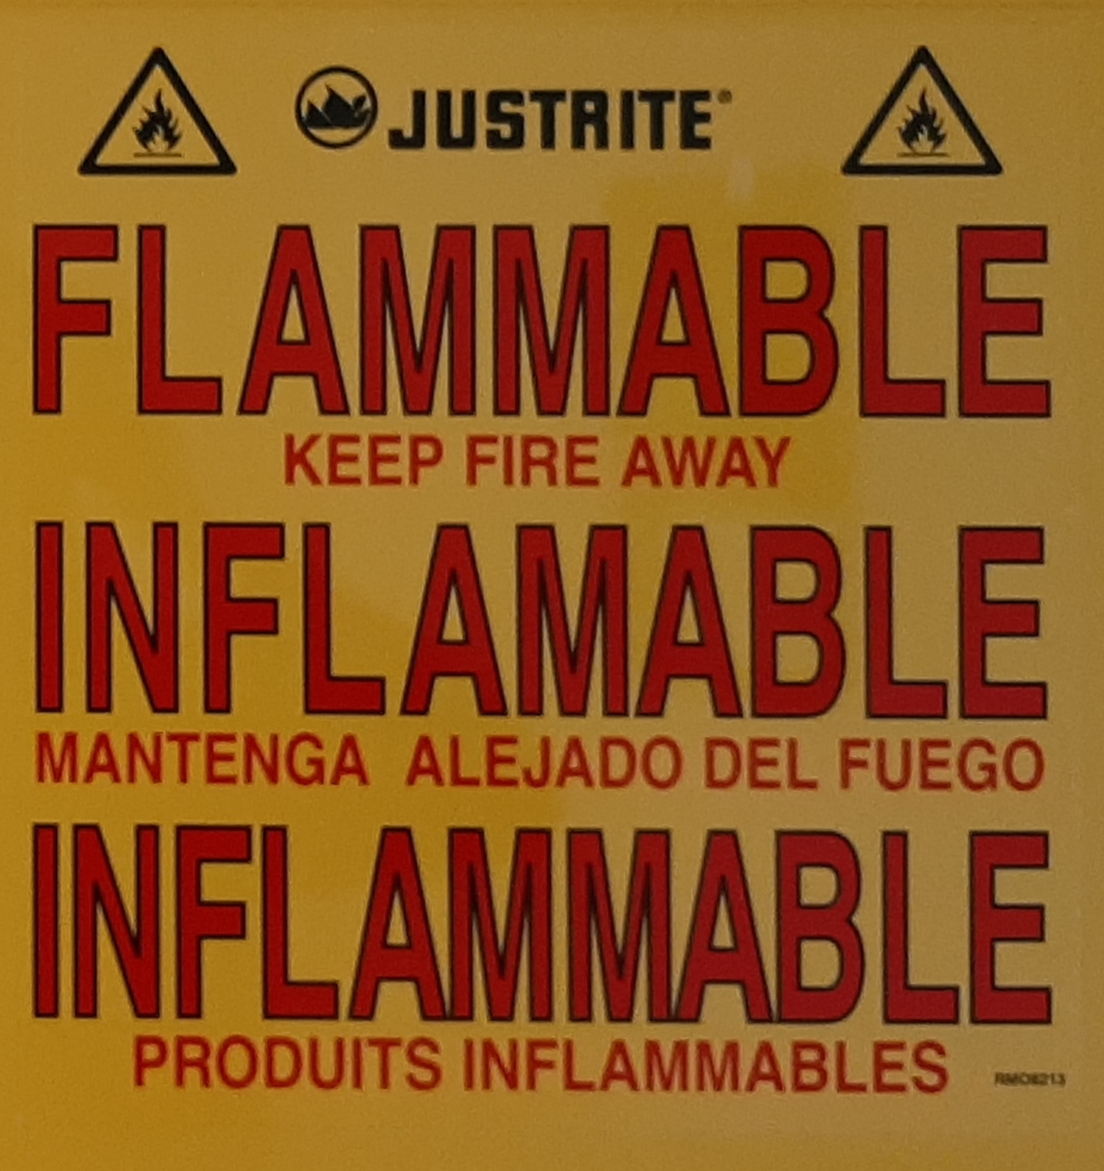 JUSTRITE®
FLAMMABLE
KEEP FIRE AWAY
INFLAMABLE
MANTENGA ALEJADO DEL FUEGO
INFLAMMABLE
PRODUITS INFLAMMABLES